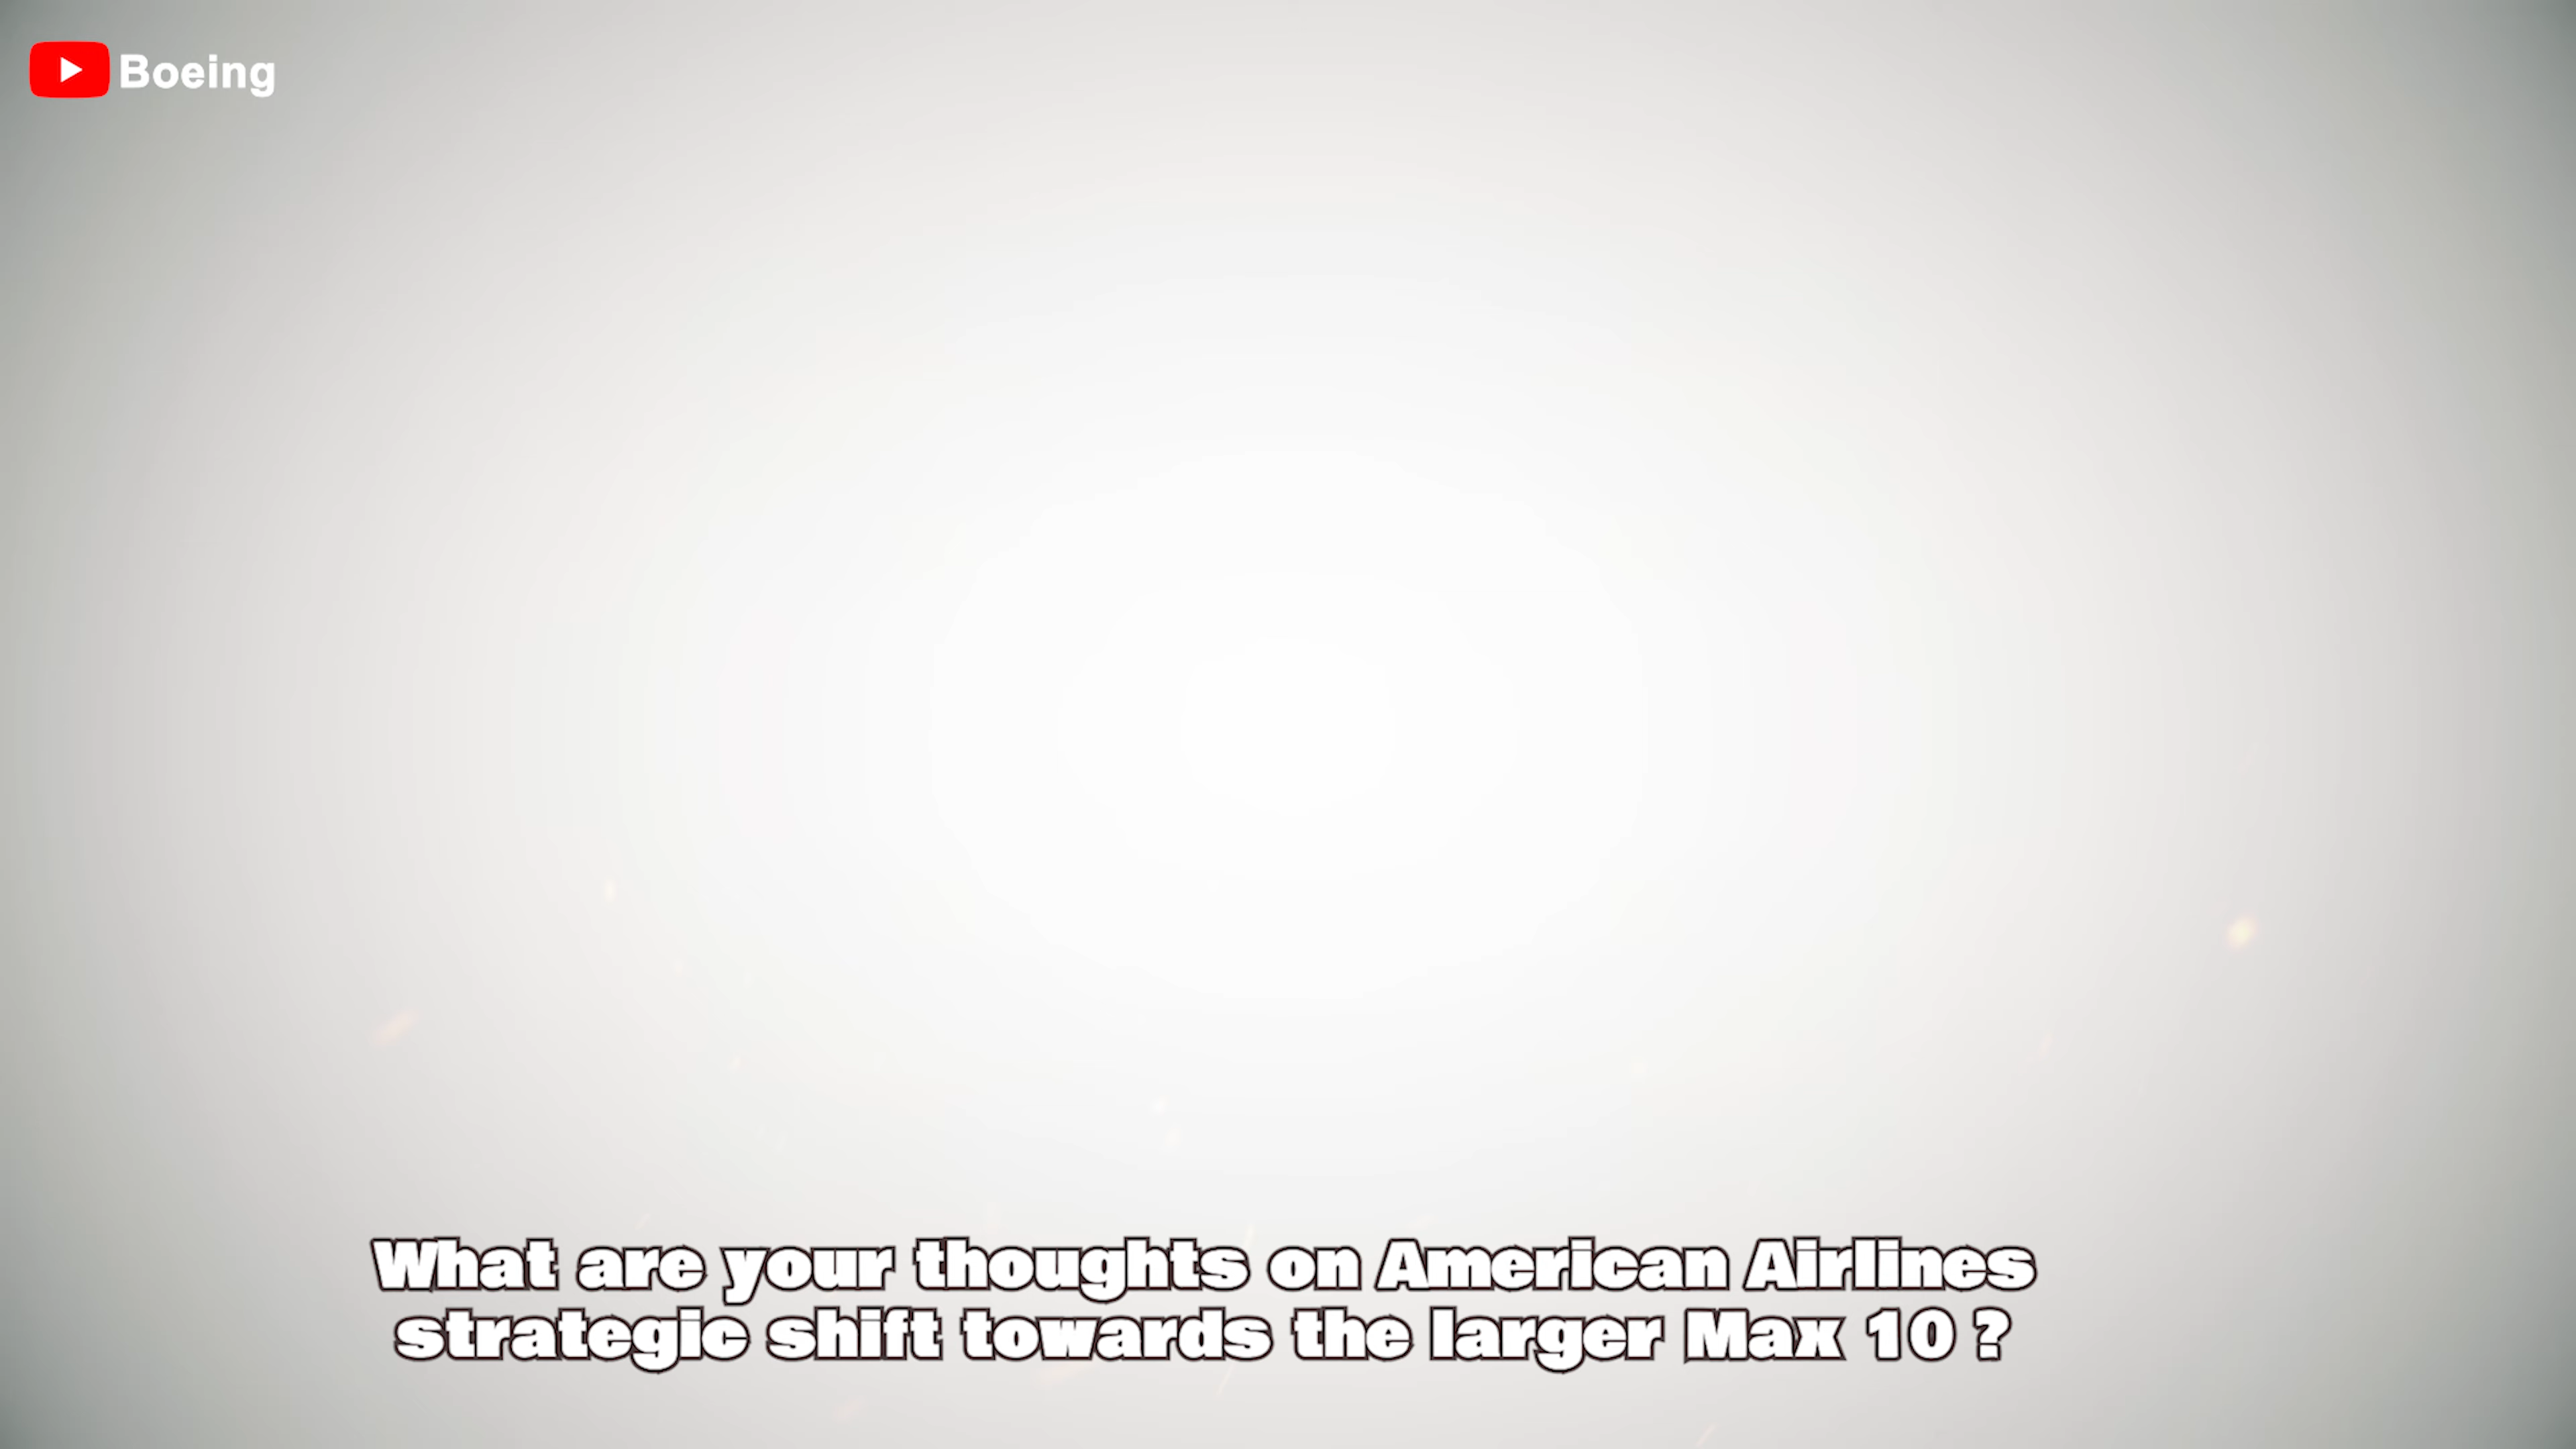 Boeing
What are your thoughts on American Airlines
strategic shift towards the larger Max 10 ?